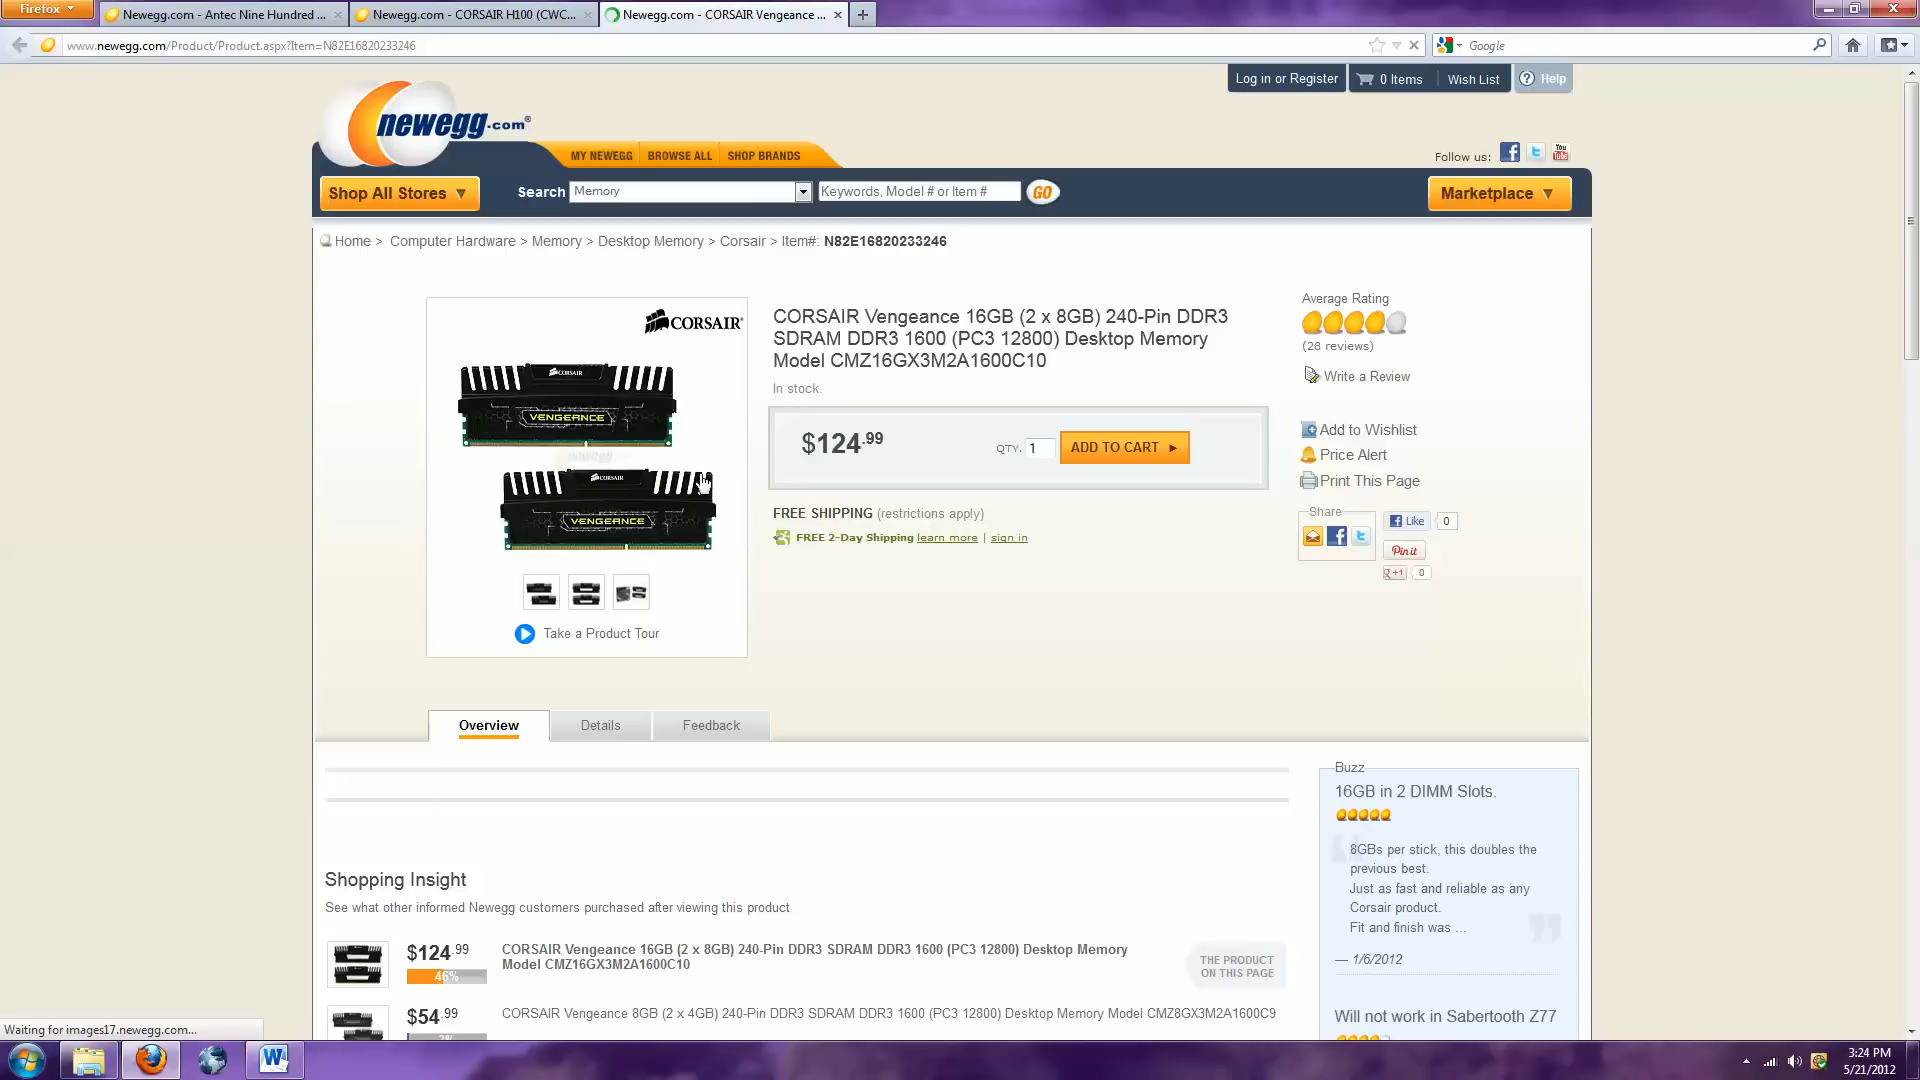 Firefox
Newegg.com - Antec Nine Hundred ...
Newegg.com - CORSAIR H100 (CWC...
Newegg.com - CORSAIR Vengeance ...
www.newegg.com/Product/Product.aspx?Item=N82E16820233246
Google
Log in or Register
0 Items
Wish List
Help
newegg.com®
MY NEWEGG
BROWSE ALL
SHOP BRANDS
Follow us:
You Tube
Shop All Stores
Search
Memory
Keywords, Model # or Item #
GO
Marketplace
Home > Computer Hardware > Memory > Desktop Memory > Corsair > Item#: N82E16820233246
CORSAIR
CORSAIR
VENGEANCE
CORSAIR
VENGEANCE
Take a Product Tour
CORSAIR Vengeance 16GB (2 x 8GB) 240-Pin DDR3
SDRAM DDR3 1600 (PC3 12800) Desktop Memory
Model CMZ16GX3M2A1600C10
In stock.
$124.99
QTY. 1
ADD TO CART
FREE SHIPPING (restrictions apply)
FREE 2-Day Shipping learn more | sign in
Average Rating
(28 reviews)
Write a Review
Add to Wishlist
Price Alert
Print This Page
Share
Like 0
Pin it
+1 0
Overview
Details
Feedback
Shopping Insight
See what other informed Newegg customers purchased after viewing this product
$124.99
46%
CORSAIR Vengeance 16GB (2 x 8GB) 240-Pin DDR3 SDRAM DDR3 1600 (PC3 12800) Desktop Memory
Model CMZ16GX3M2A1600C10
THE PRODUCT
ON THIS PAGE
$54.99
CORSAIR Vengeance 8GB (2 x 4GB) 240-Pin DDR3 SDRAM DDR3 1600 (PC3 12800) Desktop Memory Model CMZ8GX3M2A1600C9
Buzz
16GB in 2 DIMM Slots.
8GBs per stick, this doubles the
previous best.
Just as fast and reliable as any
Corsair product.
Fit and finish was ...
— 1/6/2012
Will not work in Sabertooth Z77
Waiting for images17.newegg.com...
3:24 PM
5/21/2012